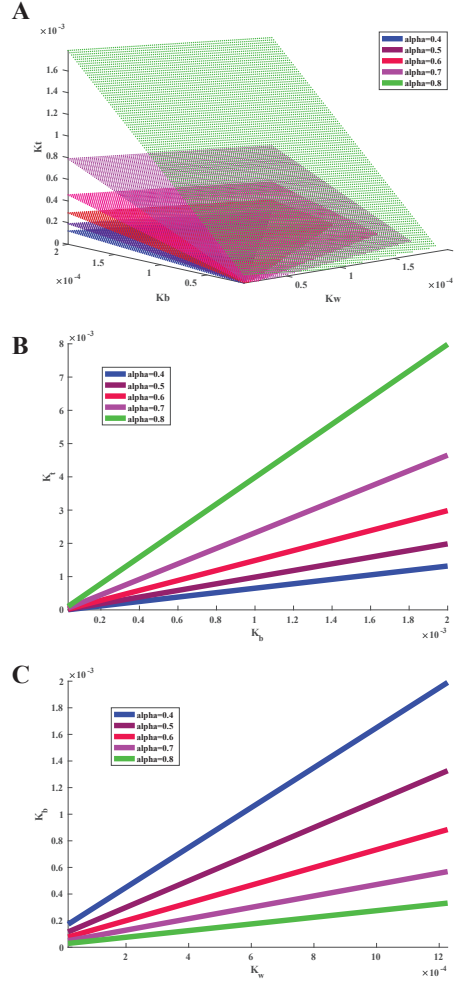 A
×10⁻³
alpha=0.4
alpha=0.5
alpha=0.6
alpha=0.7
alpha=0.8
1.6
1.4
1.2
1
0.8
0.6
0.4
0.2
0
Kt
2
1.5
1
0.5
×10⁻⁴
Kb
0.5
1
1.5
×10⁻⁴
Kw
B
×10⁻³
8
7
6
5
4
3
2
1
0
K_t
alpha=0.4
alpha=0.5
alpha=0.6
alpha=0.7
alpha=0.8
0.2 0.4 0.6 0.8 1 1.2 1.4 1.6 1.8 2
K_b
×10⁻³
C
×10⁻³
2
1.8
1.6
1.4
1.2
1
0.8
0.6
0.4
0.2
0
K_b
alpha=0.4
alpha=0.5
alpha=0.6
alpha=0.7
alpha=0.8
2 4 6 8 10 12
K_w
×10⁻⁴